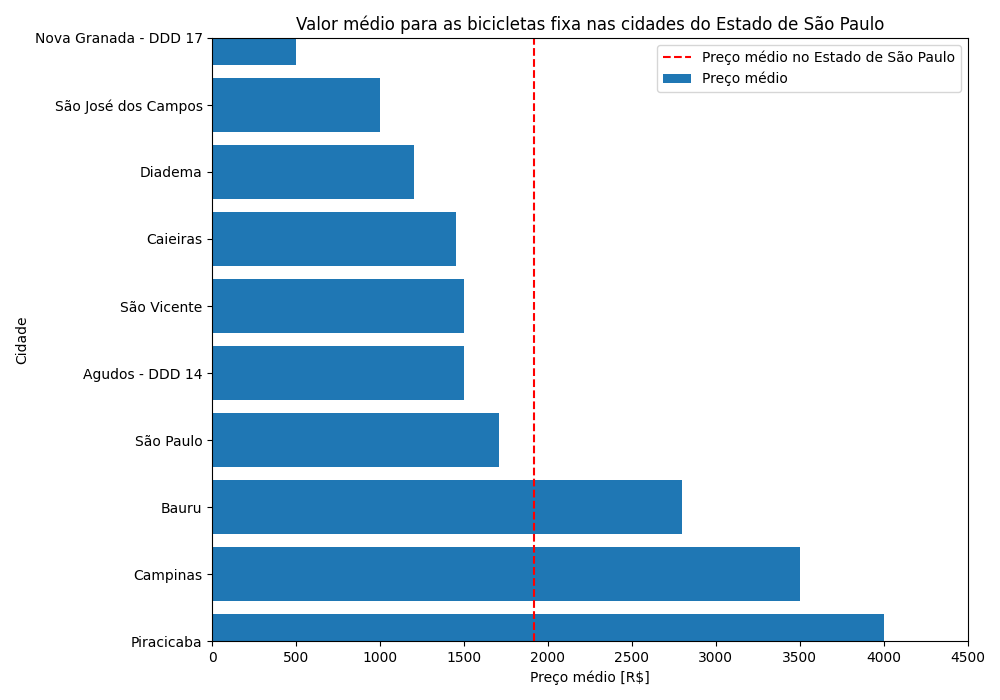 Valor médio para as bicicletas fixa nas cidades do Estado de São Paulo
Preço médio no Estado de São Paulo
Preço médio
Cidade
Nova Granada - DDD 17
São José dos Campos
Diadema
Caieiras
São Vicente
Agudos - DDD 14
São Paulo
Bauru
Campinas
Piracicaba
0 500 1000 1500 2000 2500 3000 3500 4000 4500
Preço médio [R$]